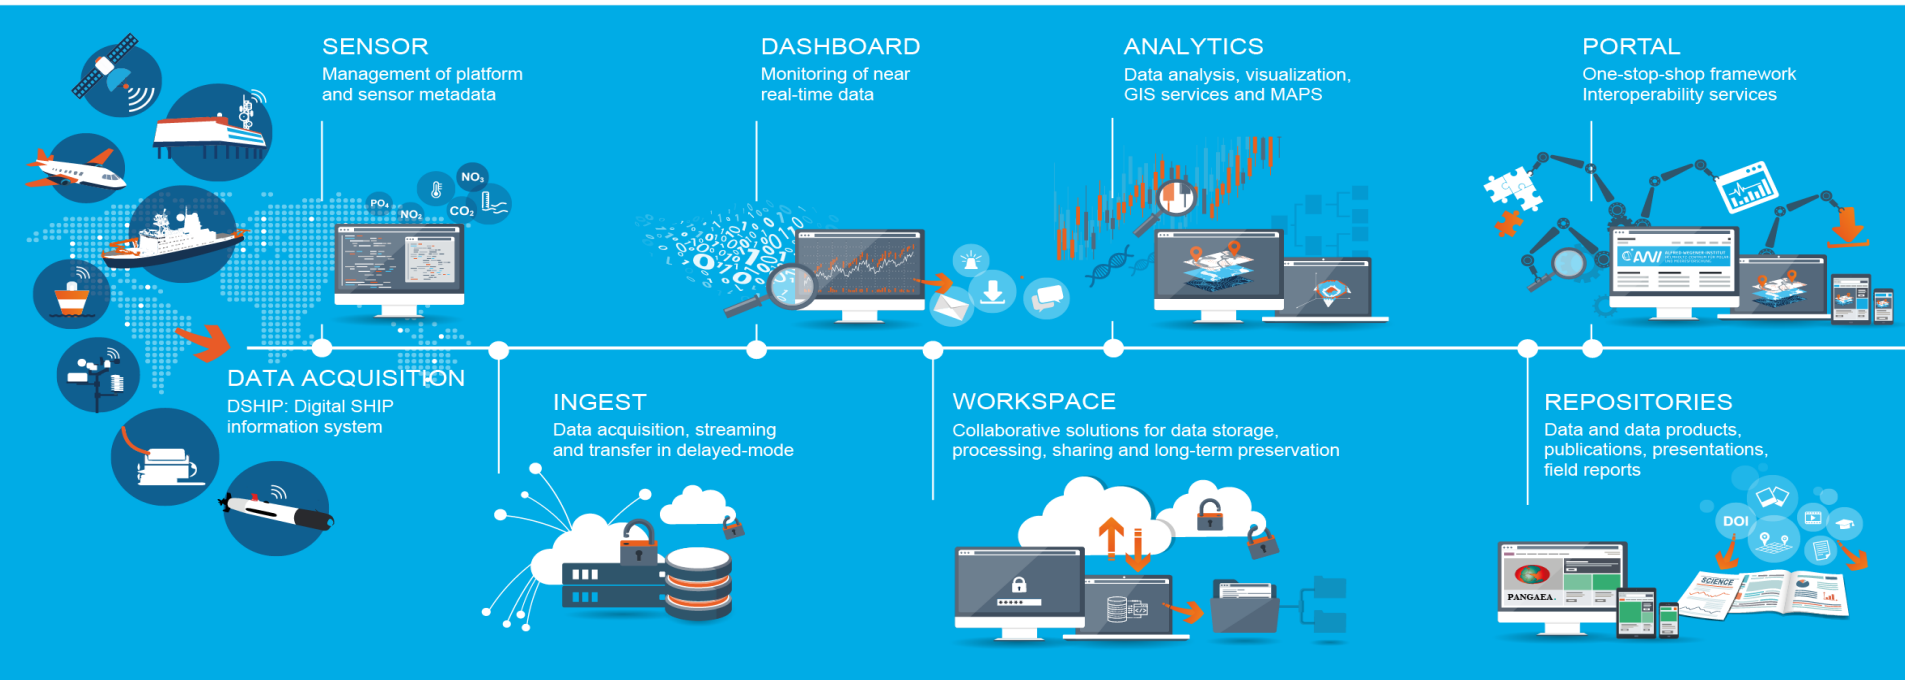 SENSOR
Management of platform
and sensor metadata
DASHBOARD
Monitoring of near
real-time data
ANALYTICS
Data analysis, visualization,
GIS services and MAPS
PORTAL
One-stop-shop framework
Interoperability services
NO₃
PO₄
NO₂
CO₂
AWI
ALFRED-WEGENER-INSTITUT
DATA ACQUISITION
DSHIP: Digital SHIP
information system
INGEST
Data acquisition, streaming
and transfer in delayed-mode
WORKSPACE
Collaborative solutions for data storage,
processing, sharing and long-term preservation
REPOSITORIES
Data and data products,
publications, presentations,
field reports
DOI
SCIENCE
PANGAEA.